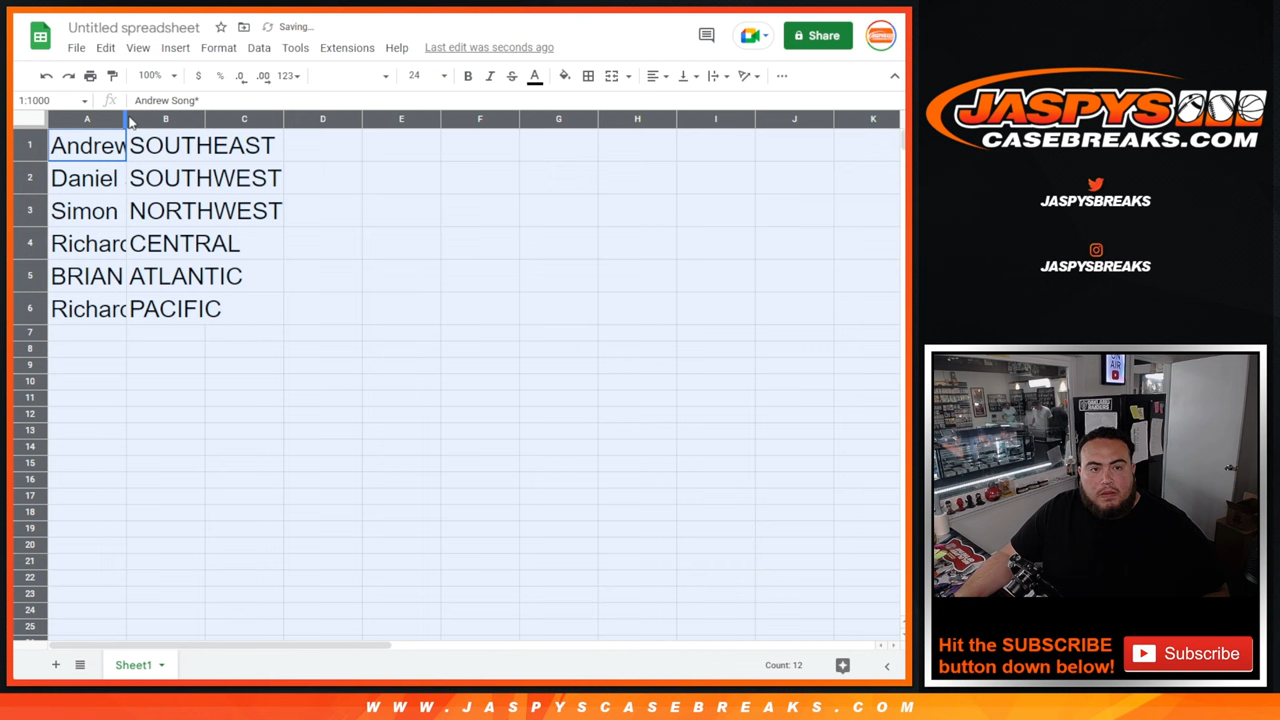 Untitled spreadsheet
Saving...
File Edit View Insert Format Data Tools Extensions Help Last edit was seconds ago
Share
100% $ % .0 .00 123 24 B I S A
1:1000 fx Andrew Song*
A B C D E F G H I J K
1 Andrew SOUTHEAST
2 Daniel SOUTHWEST
3 Simon NORTHWEST
4 Richard CENTRAL
5 BRIAN ATLANTIC
6 Richard PACIFIC
7
8
9
10
11
12
13
14
15
16
17
18
19
20
21
22
23
24
25
Sheet1
Count: 12
JASPYS
CASEBREAKS.COM
JASPYSBREAKS
JASPYSBREAKS
ON
AIR
Hit the SUBSCRIBE
button down below!
Subscribe
WWW.JASPYSCASEBREAKS.COM